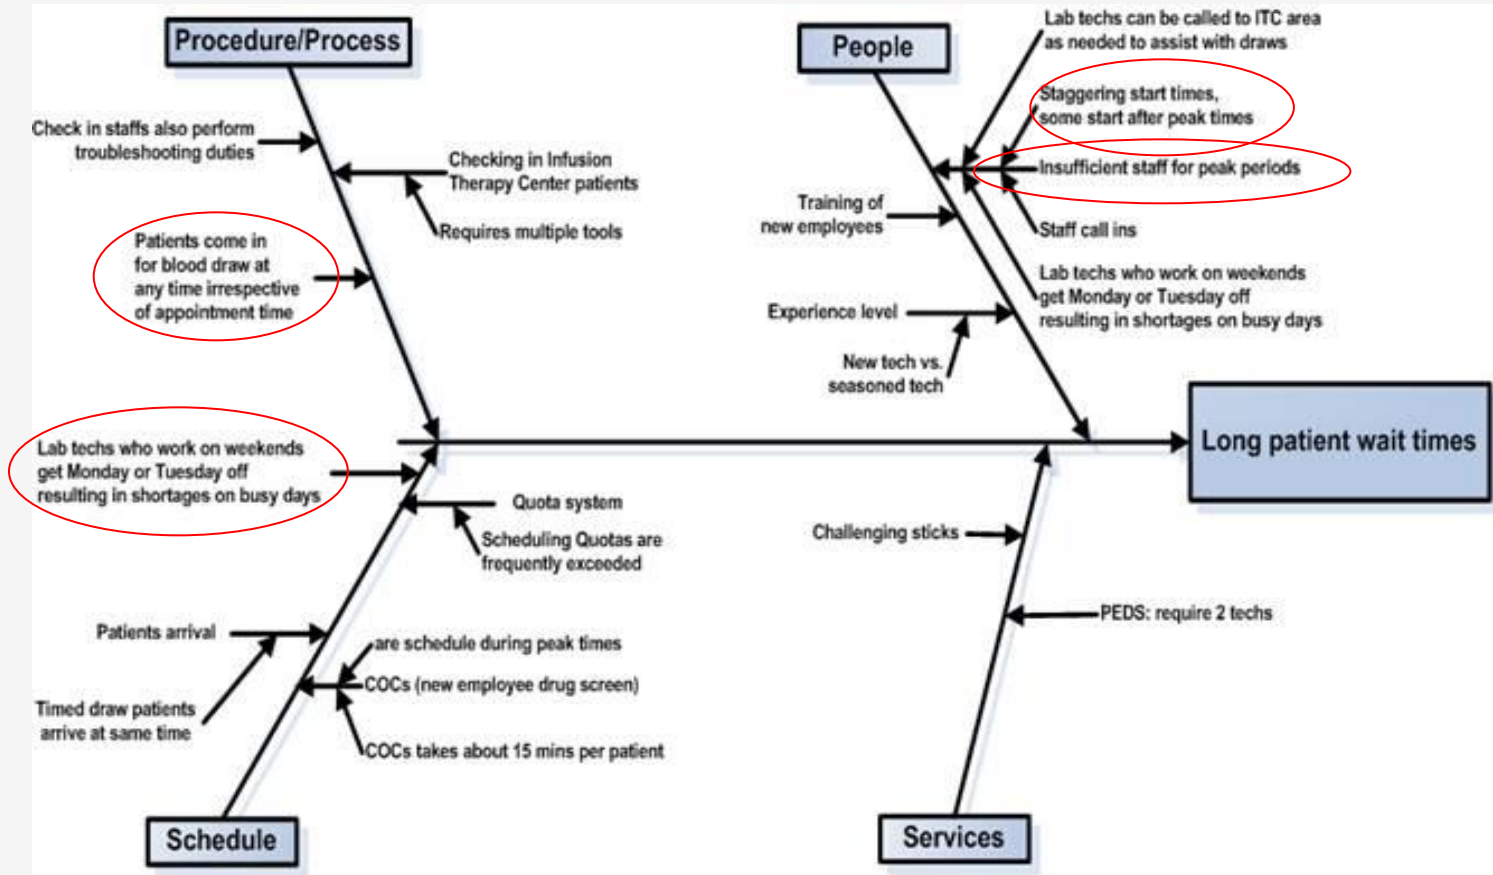 Procedure/Process
Check in staffs also perform
troubleshooting duties
Checking in Infusion
Therapy Center patients
Requires multiple tools
Patients come in
for blood draw at
any time irrespective
of appointment time
People
Lab techs can be called to ITC area
as needed to assist with draws
Staggering start times,
some start after peak times
Insufficient staff for peak periods
Staff call ins
Lab techs who work on weekends
get Monday or Tuesday off
resulting in shortages on busy days
Training of
new employees
Experience level
New tech vs.
seasoned tech
Long patient wait times
Lab techs who work on weekends
get Monday or Tuesday off
resulting in shortages on busy days
Quota system
Scheduling Quotas are
frequently exceeded
Patients arrival
Timed draw patients
arrive at same time
are schedule during peak times
COCs (new employee drug screen)
COCs takes about 15 mins per patient
Schedule
Challenging sticks
PEDS: require 2 techs
Services